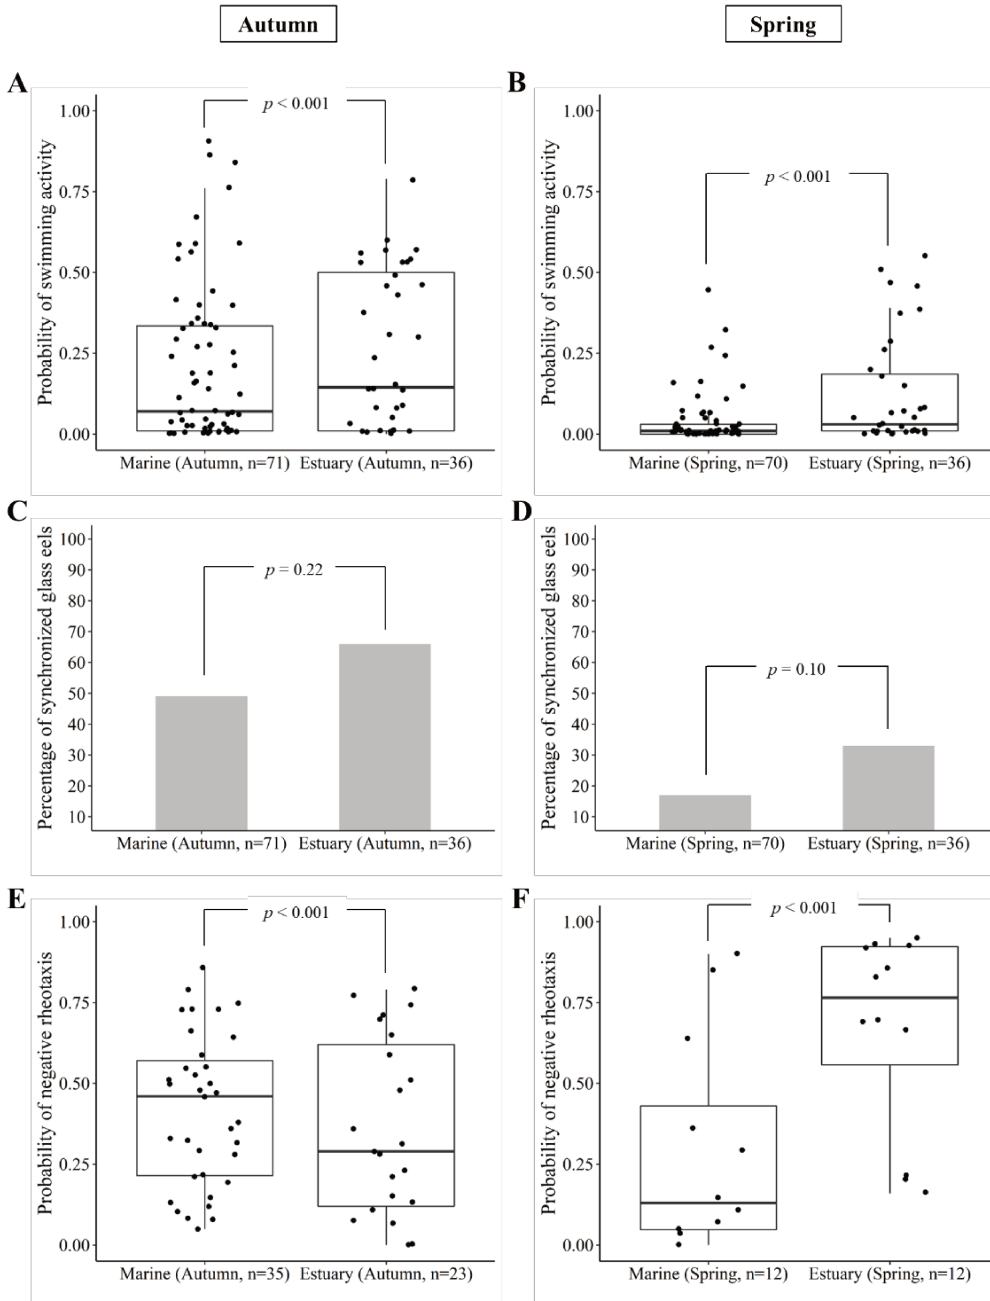 Autumn
Spring
A
B
Probability of swimming activity
1.00
0.75
0.50
0.25
0.00
p < 0.001
Marine (Autumn, n=71)
Estuary (Autumn, n=36)
Probability of swimming activity
1.00
0.75
0.50
0.25
0.00
p < 0.001
Marine (Spring, n=70)
Estuary (Spring, n=36)
C
D
Percentage of synchronized glass eels
100
90
80
70
60
50
40
30
20
10
p = 0.22
Marine (Autumn, n=71)
Estuary (Autumn, n=36)
Percentage of synchronized glass eels
100
90
80
70
60
50
40
30
20
10
p = 0.10
Marine (Spring, n=70)
Estuary (Spring, n=36)
E
F
Probability of negative rheotaxis
1.00
0.75
0.50
0.25
0.00
p < 0.001
Marine (Autumn, n=35)
Estuary (Autumn, n=23)
Probability of negative rheotaxis
1.00
0.75
0.50
0.25
0.00
p < 0.001
Marine (Spring, n=12)
Estuary (Spring, n=12)